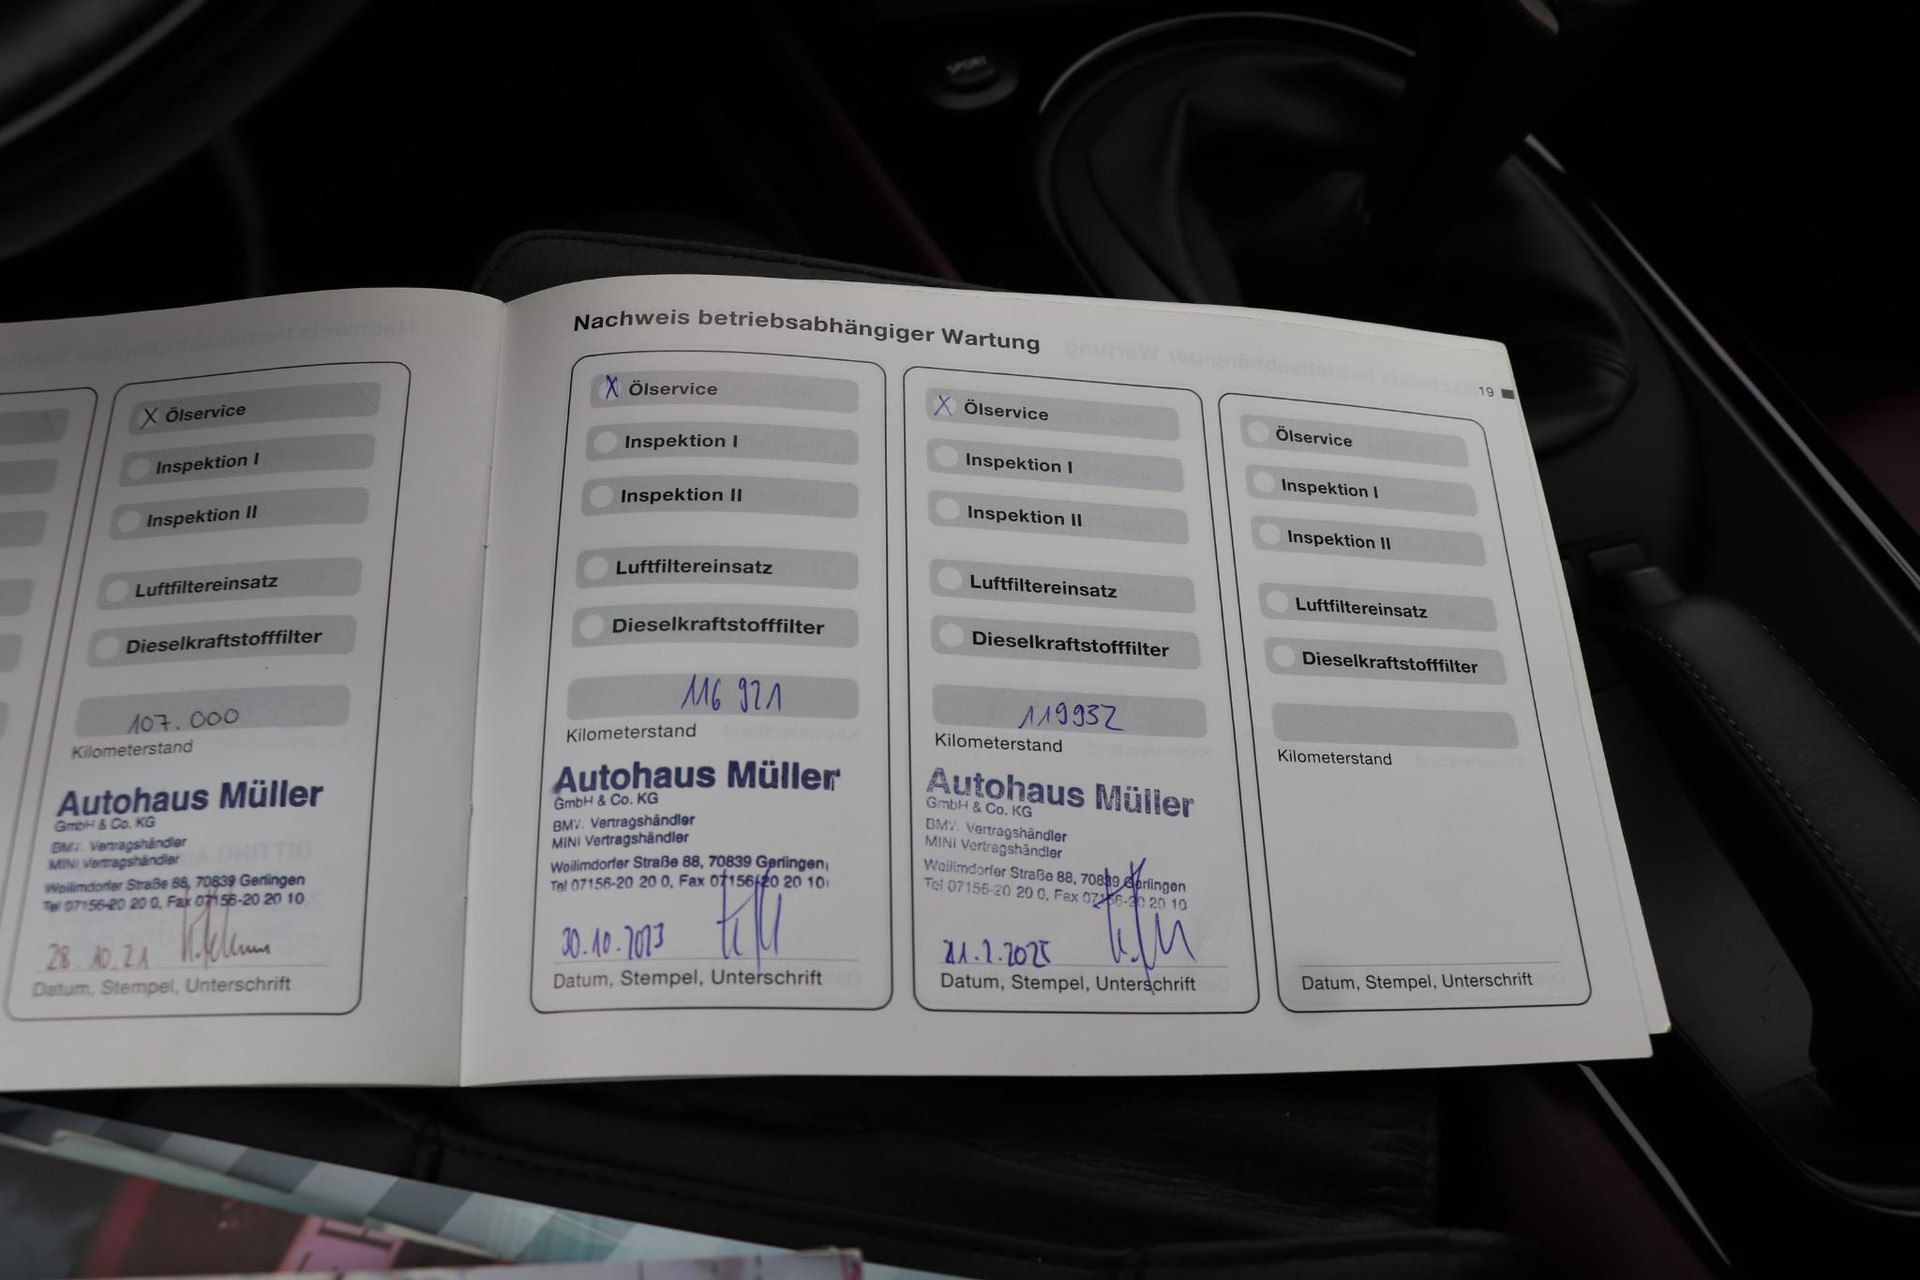 SPORT
X Ölservice
Inspektion I
Inspektion II
Luftfiltereinsatz
Dieselkraftstofffilter
107.000
Kilometerstand
Autohaus Müller
GmbH & Co. KG
BMW Vertragshändler
MINI Vertragshändler
Weilimdorfer Straße 88, 70839 Gerlingen
Tel 07156-20 20 0, Fax 07156-20 20 10
28.10.21
Datum, Stempel, Unterschrift
Nachweis betriebsabhängiger Wartung
19
X Ölservice
Inspektion I
Inspektion II
Luftfiltereinsatz
Dieselkraftstofffilter
116 921
Kilometerstand
Autohaus Müller
GmbH & Co. KG
BMW Vertragshändler
MINI Vertragshändler
Weilimdorfer Straße 88, 70839 Gerlingen
Tel 07156-20 20 0, Fax 07156-20 20 10
30.10.2023
Datum, Stempel, Unterschrift
X Ölservice
Inspektion I
Inspektion II
Luftfiltereinsatz
Dieselkraftstofffilter
119932
Kilometerstand
Autohaus Müller
GmbH & Co. KG
BMW Vertragshändler
MINI Vertragshändler
Weilimdorfer Straße 88, 70839 Gerlingen
Tel 07156-20 20 0, Fax 07156-20 20 10
21.2.2025
Datum, Stempel, Unterschrift
Ölservice
Inspektion I
Inspektion II
Luftfiltereinsatz
Dieselkraftstofffilter
Kilometerstand
Datum, Stempel, Unterschrift